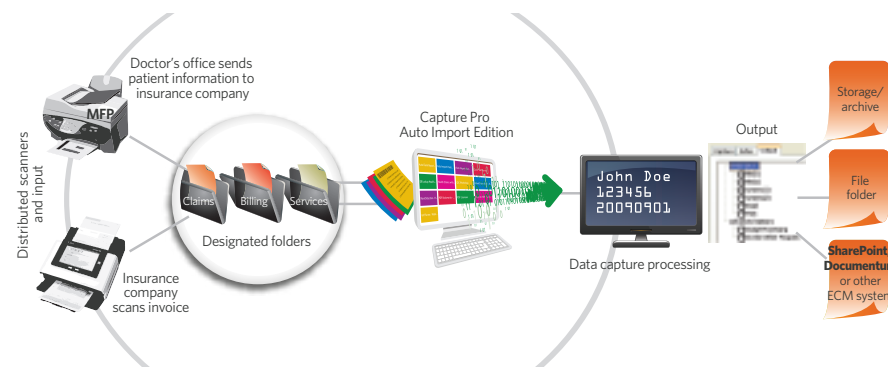 Distributed scanners
and input
Doctor's office sends
patient information to
insurance company
MFP
Insurance
company
scans invoice
Claims
Billing
Services
Designated folders
Capture Pro
Auto Import Edition
John Doe
123456
20090901
Data capture processing
Output
Storage/
archive
File
folder
SharePoint,
Documentum
or other
ECM system